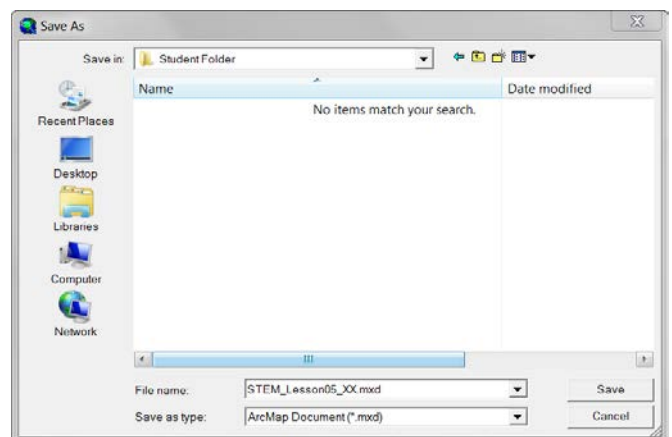 Save As
Save in: Student Folder
Name Date modified
No items match your search.
Recent Places
Desktop
Libraries
Computer
Network
File name: STEM_Lesson05_XX.mxd Save
Save as type: ArcMap Document (*.mxd) Cancel